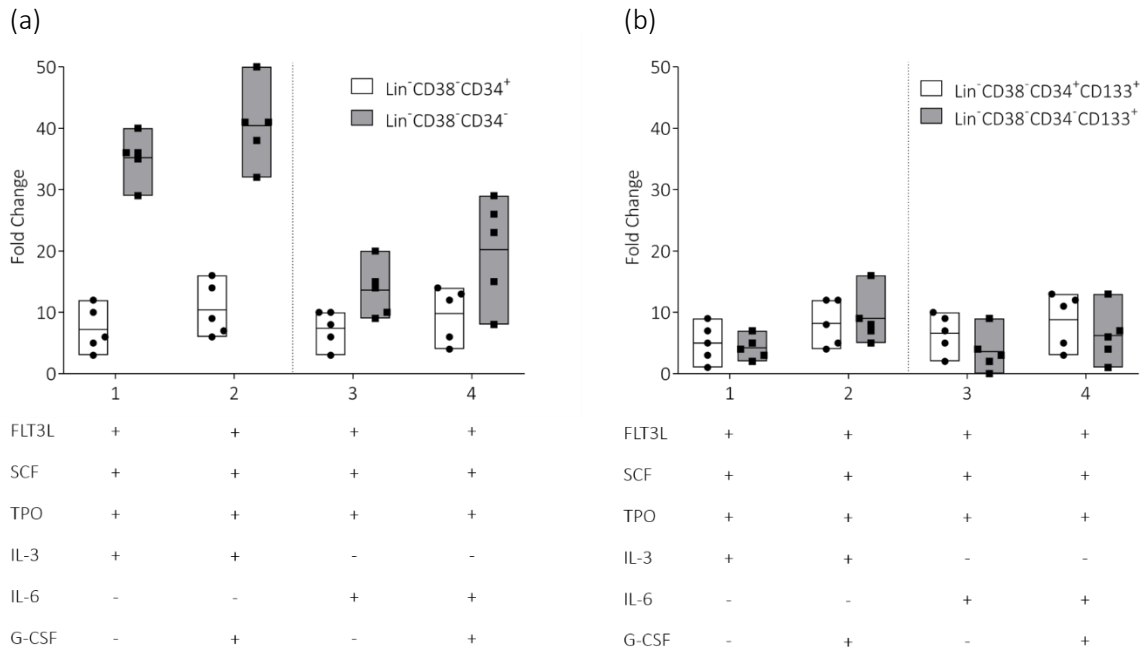 (a)
Fold Change
50
40
30
20
10
0
Lin⁻CD38⁻CD34⁺
Lin⁻CD38⁻CD34⁻
1 2 3 4
FLT3L + + + +
SCF + + + +
TPO + + + +
IL-3 + + - -
IL-6 - - + +
G-CSF - + - +
(b)
Fold Change
50
40
30
20
10
0
Lin⁻CD38⁻CD34⁺CD133⁺
Lin⁻CD38⁻CD34⁻CD133⁺
1 2 3 4
FLT3L + + + +
SCF + + + +
TPO + + + +
IL-3 + + - -
IL-6 - - + +
G-CSF - + - +